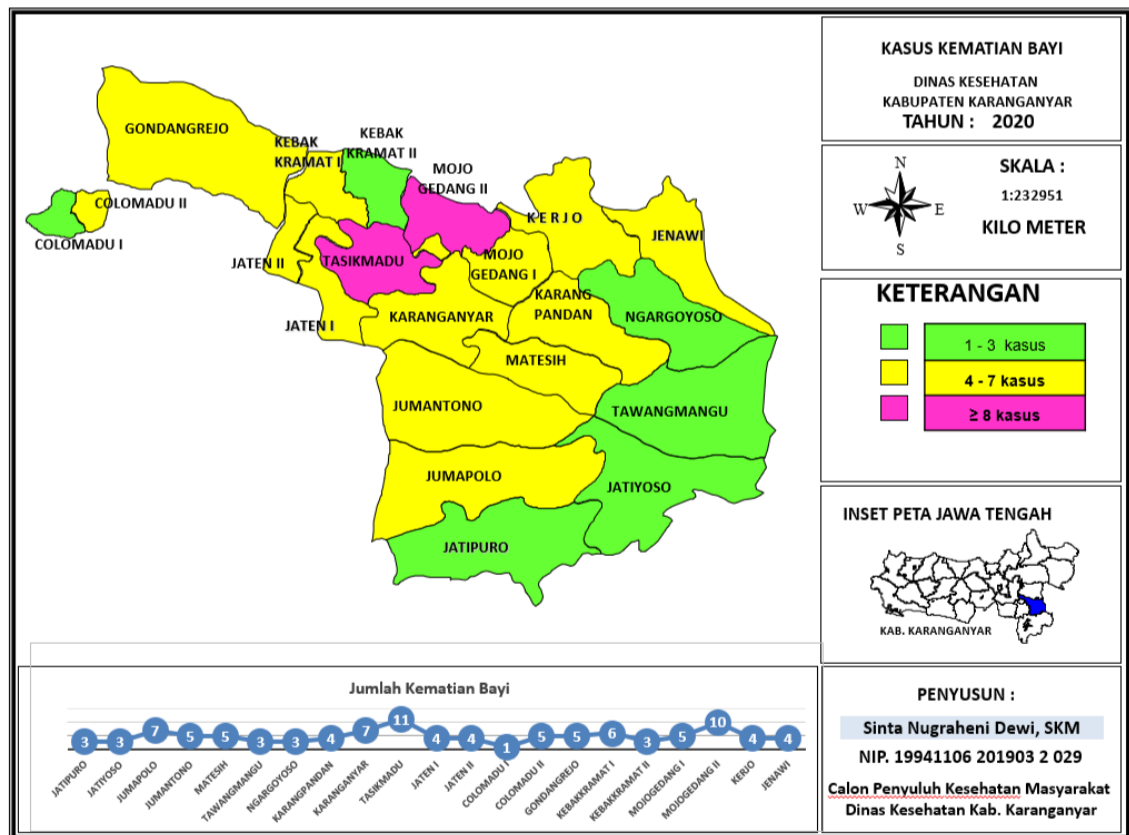 KASUS KEMATIAN BAYI
DINAS KESEHATAN
KABUPATEN KARANGANYAR
TAHUN : 2020
N
W E
S
SKALA :
1:232951
KILO METER
KETERANGAN
1 - 3 kasus
4 - 7 kasus
≥ 8 kasus
INSET PETA JAWA TENGAH
KAB. KARANGANYAR
PENYUSUN :
Sinta Nugraheni Dewi, SKM
NIP. 19941106 201903 2 029
Calon Penyuluh Kesehatan Masyarakat
Dinas Kesehatan Kab. Karanganyar
GONDANGREJO
KEBAK
KRAMAT I
KEBAK
KRAMAT II
MOJO
GEDANG II
COLOMADU II
COLOMADU I
KERJO
JENAWI
JATEN II
TASIKMADU
MOJO
GEDANG I
KARANG
PANDAN
NGARGOYOSO
JATEN I
KARANGANYAR
MATESIH
JUMANTONO
TAWANGMANGU
JUMAPOLO
JATIYOSO
JATIPURO
Jumlah Kematian Bayi
3 3 7 5 5 3 3 4 7 11 4 4 1 5 5 6 3 5 10 4 4
JATIPURO
JATIYOSO
JUMAPOLO
JUMANTONO
MATESIH
TAWANGMANGU
NGARGOYOSO
KARANGPANDAN
KARANGANYAR
TASIKMADU
JATEN I
JATEN II
COLOMADU I
COLOMADU II
GONDANGREJO
KEBAKKRAMAT I
KEBAKKRAMAT II
MOJOGEDANG I
MOJOGEDANG II
KERJO
JENAWI